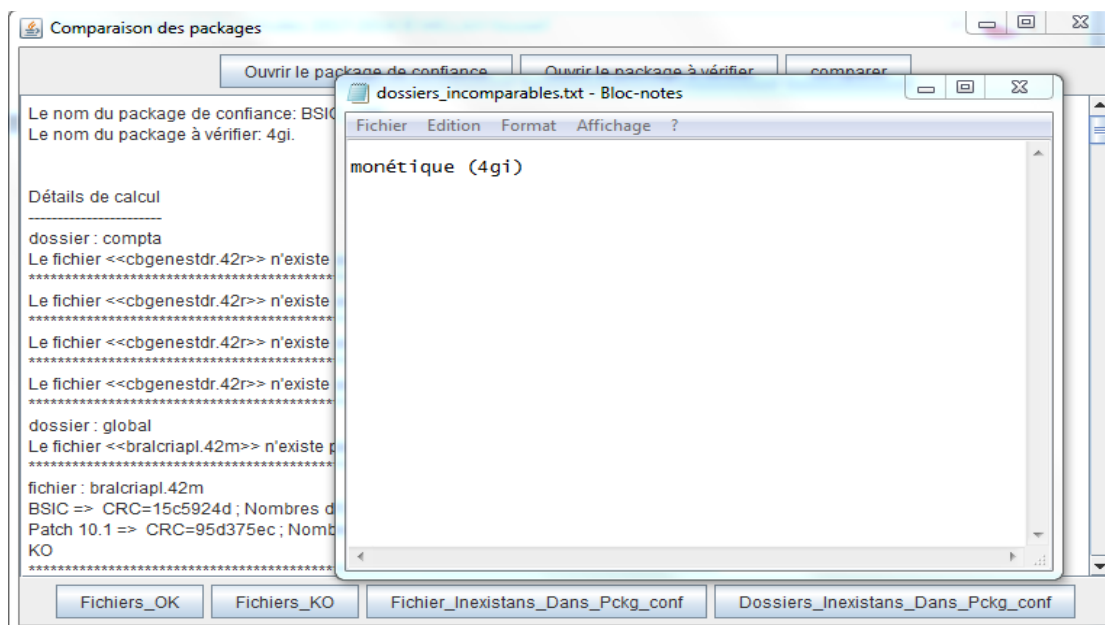 Comparaison des packages
Ouvrir le package de confiance Ouvrir le package à vérifier comparer
Le nom du package de confiance: BSIC
Le nom du package à vérifier: 4gi.
Détails de calcul
-----------------------
dossier : compta
Le fichier <<cbgenestdr.42r>> n'existe
******************************************
Le fichier <<cbgenestdr.42r>> n'existe
******************************************
Le fichier <<cbgenestdr.42r>> n'existe
******************************************
Le fichier <<cbgenestdr.42r>> n'existe
******************************************
dossier : global
Le fichier <<bralcriapl.42m>> n'existe p
******************************************
fichier : bralcriapl.42m
BSIC => CRC=15c5924d ; Nombres d
Patch 10.1 => CRC=95d375ec ; Nomb
KO
******************************************
dossiers_incomparables.txt - Bloc-notes
Fichier Edition Format Affichage ?
monétique (4gi)
Fichiers_OK Fichiers_KO Fichier_Inexistans_Dans_Pckg_conf Dossiers_Inexistans_Dans_Pckg_conf